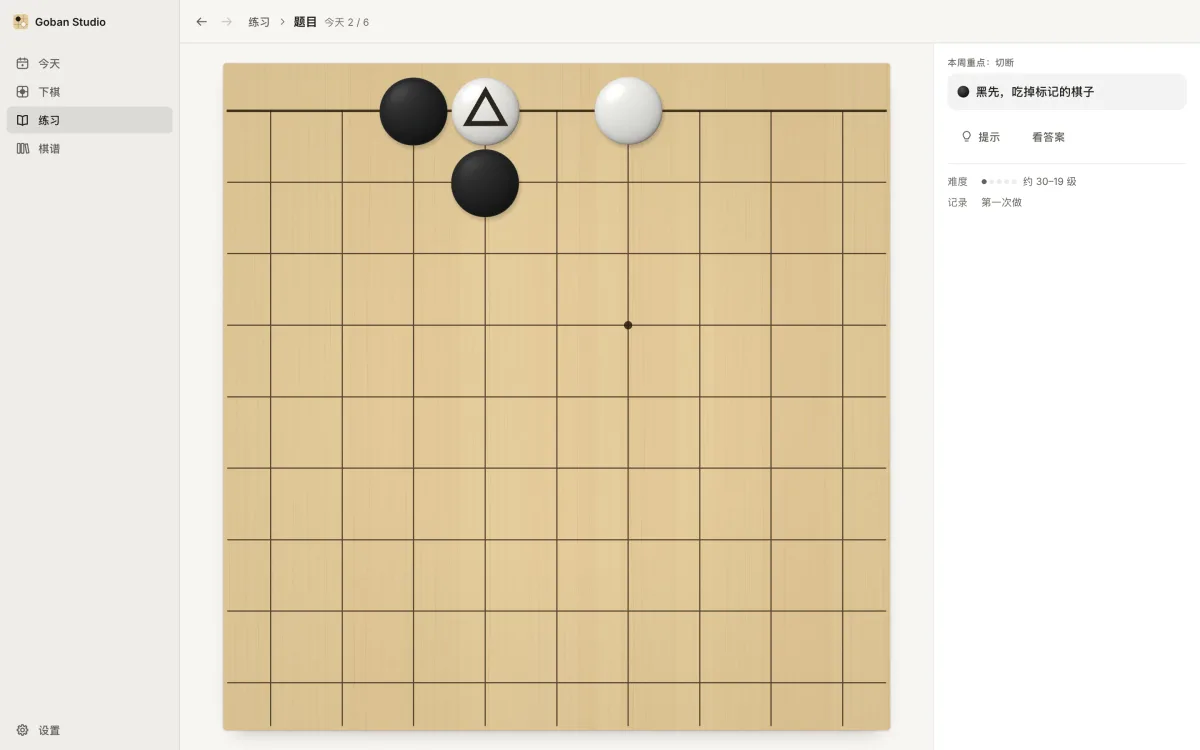 Goban Studio
今天
下棋
练习
棋谱
设置
练习 > 题目 今天 2 / 6
本周重点：切断
黑先，吃掉标记的棋子
提示
看答案
难度 约 30–19 级
记录 第一次做